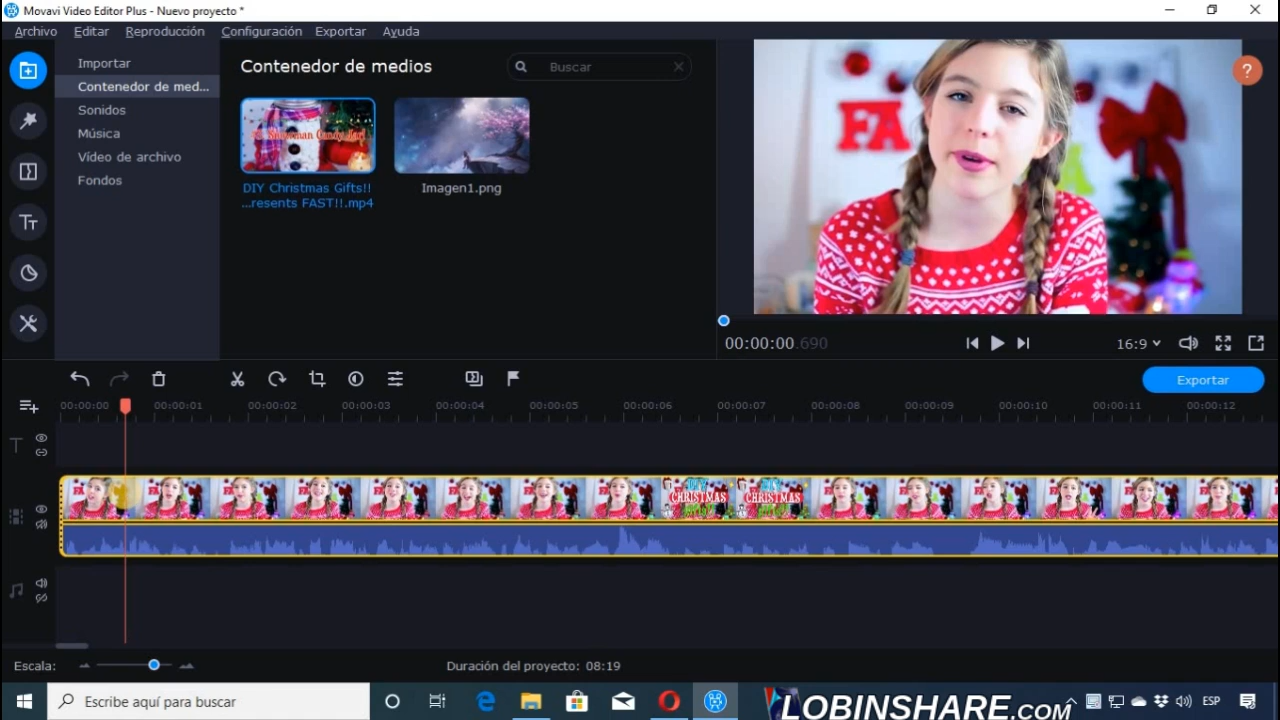 Movavi Video Editor Plus - Nuevo proyecto *
Archivo Editar Reproducción Configuración Exportar Ayuda
Importar
Contenedor de med...
Sonidos
Música
Vídeo de archivo
Fondos
Contenedor de medios
Buscar
DIY Christmas Gifts!!
...resents FAST!!.mp4
Imagen1.png
FA
?
00:00:00.690
16:9
Exportar
00:00:00 00:00:01 00:00:02 00:00:03 00:00:04 00:00:05 00:00:06 00:00:07 00:00:08 00:00:09 00:00:10 00:00:11 00:00:12
DIY CHRISTMAS
DIY CHRISTMAS
Escala:
Duración del proyecto: 08:19
Escribe aquí para buscar
LOBINSHARE.COM
ESP